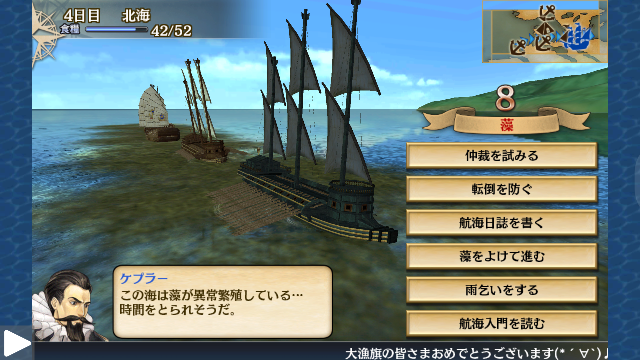 4日目 北海
食糧 42/52
8
藻
仲裁を試みる
転倒を防ぐ
航海日誌を書く
藻をよけて進む
雨乞いをする
航海入門を読む
ケプラー
この海は藻が異常繁殖している…
時間をとられそうだ。
大漁旗の皆さまおめでとうございます(*´∀`)♩